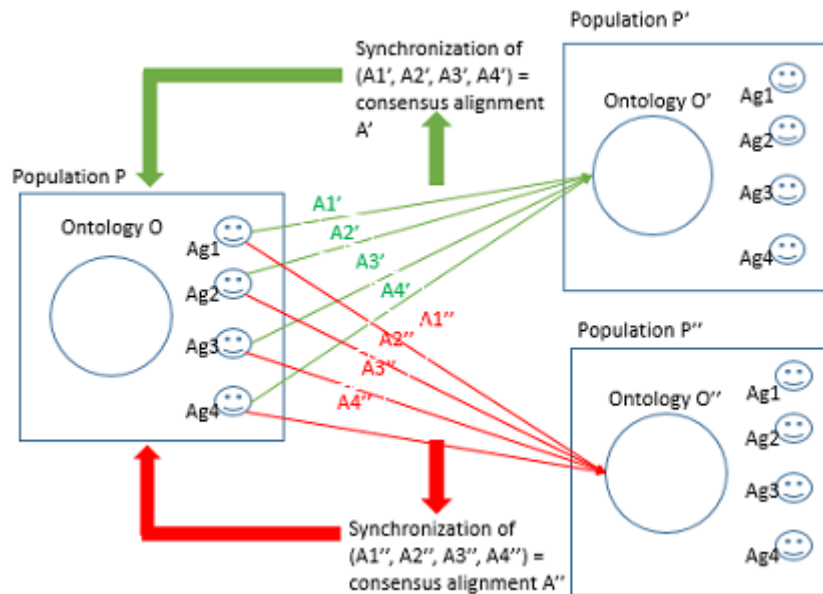 Population P'
Synchronization of
(A1', A2', A3', A4') =
consensus alignment
A'
Ontology O'
Ag1
Ag2
Ag3
Ag4
Population P
Ontology O
Ag1
Ag2
Ag3
Ag4
A1'
A2'
A3'
A4'
A1''
A2''
A3''
A4''
Population P''
Ontology O''
Ag1
Ag2
Ag3
Ag4
Synchronization of
(A1'', A2'', A3'', A4'') =
consensus alignment A''